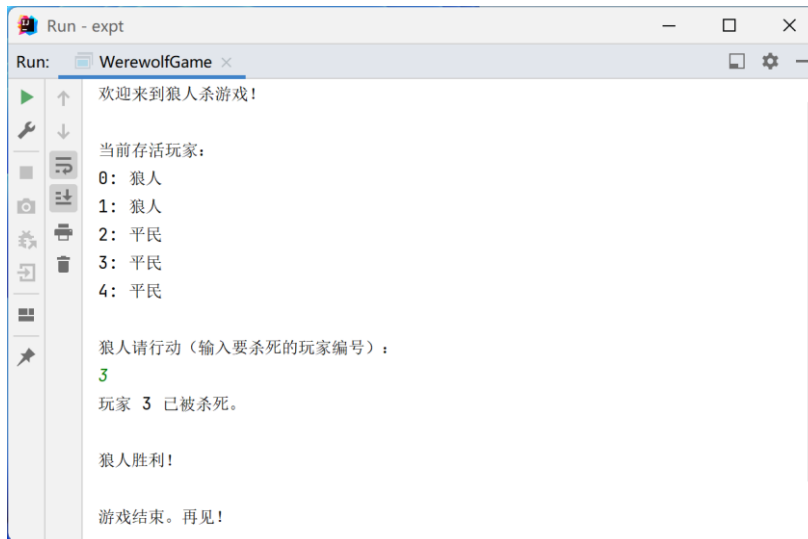 Run - expt
Run: WerewolfGame
欢迎来到狼人杀游戏！
当前存活玩家：
0: 狼人
1: 狼人
2: 平民
3: 平民
4: 平民
狼人请行动（输入要杀死的玩家编号）：
3
玩家 3 已被杀死。
狼人胜利！
游戏结束。再见！